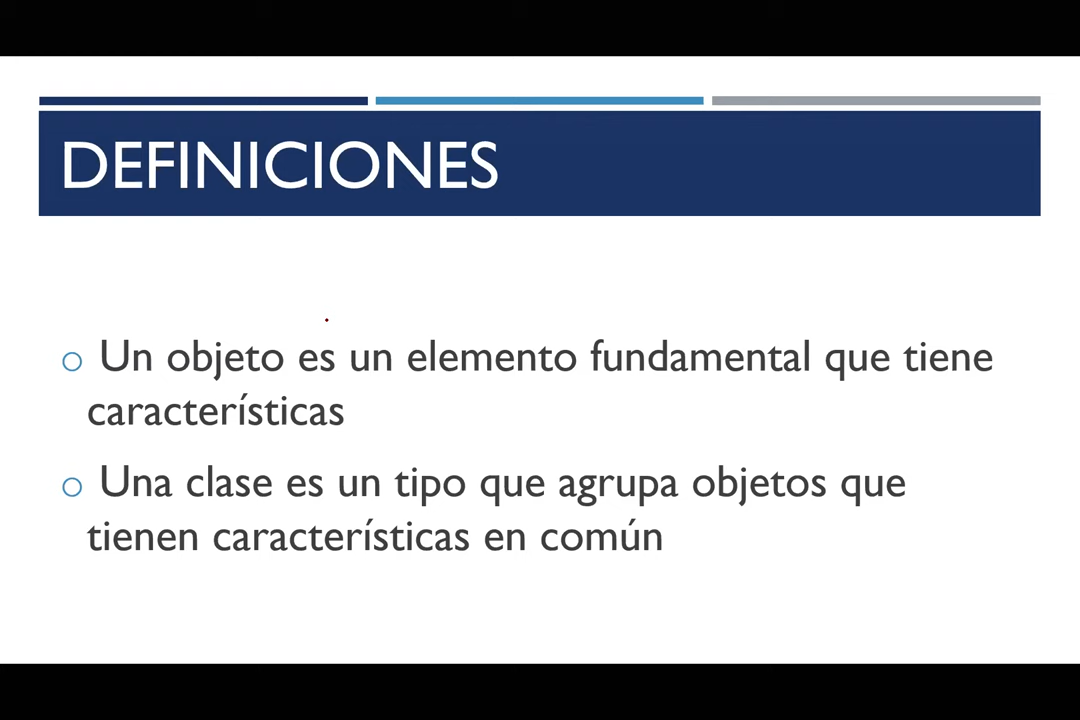 DEFINICIONES
Un objeto es un elemento fundamental que tiene
características
Una clase es un tipo que agrupa objetos que
tienen características en común